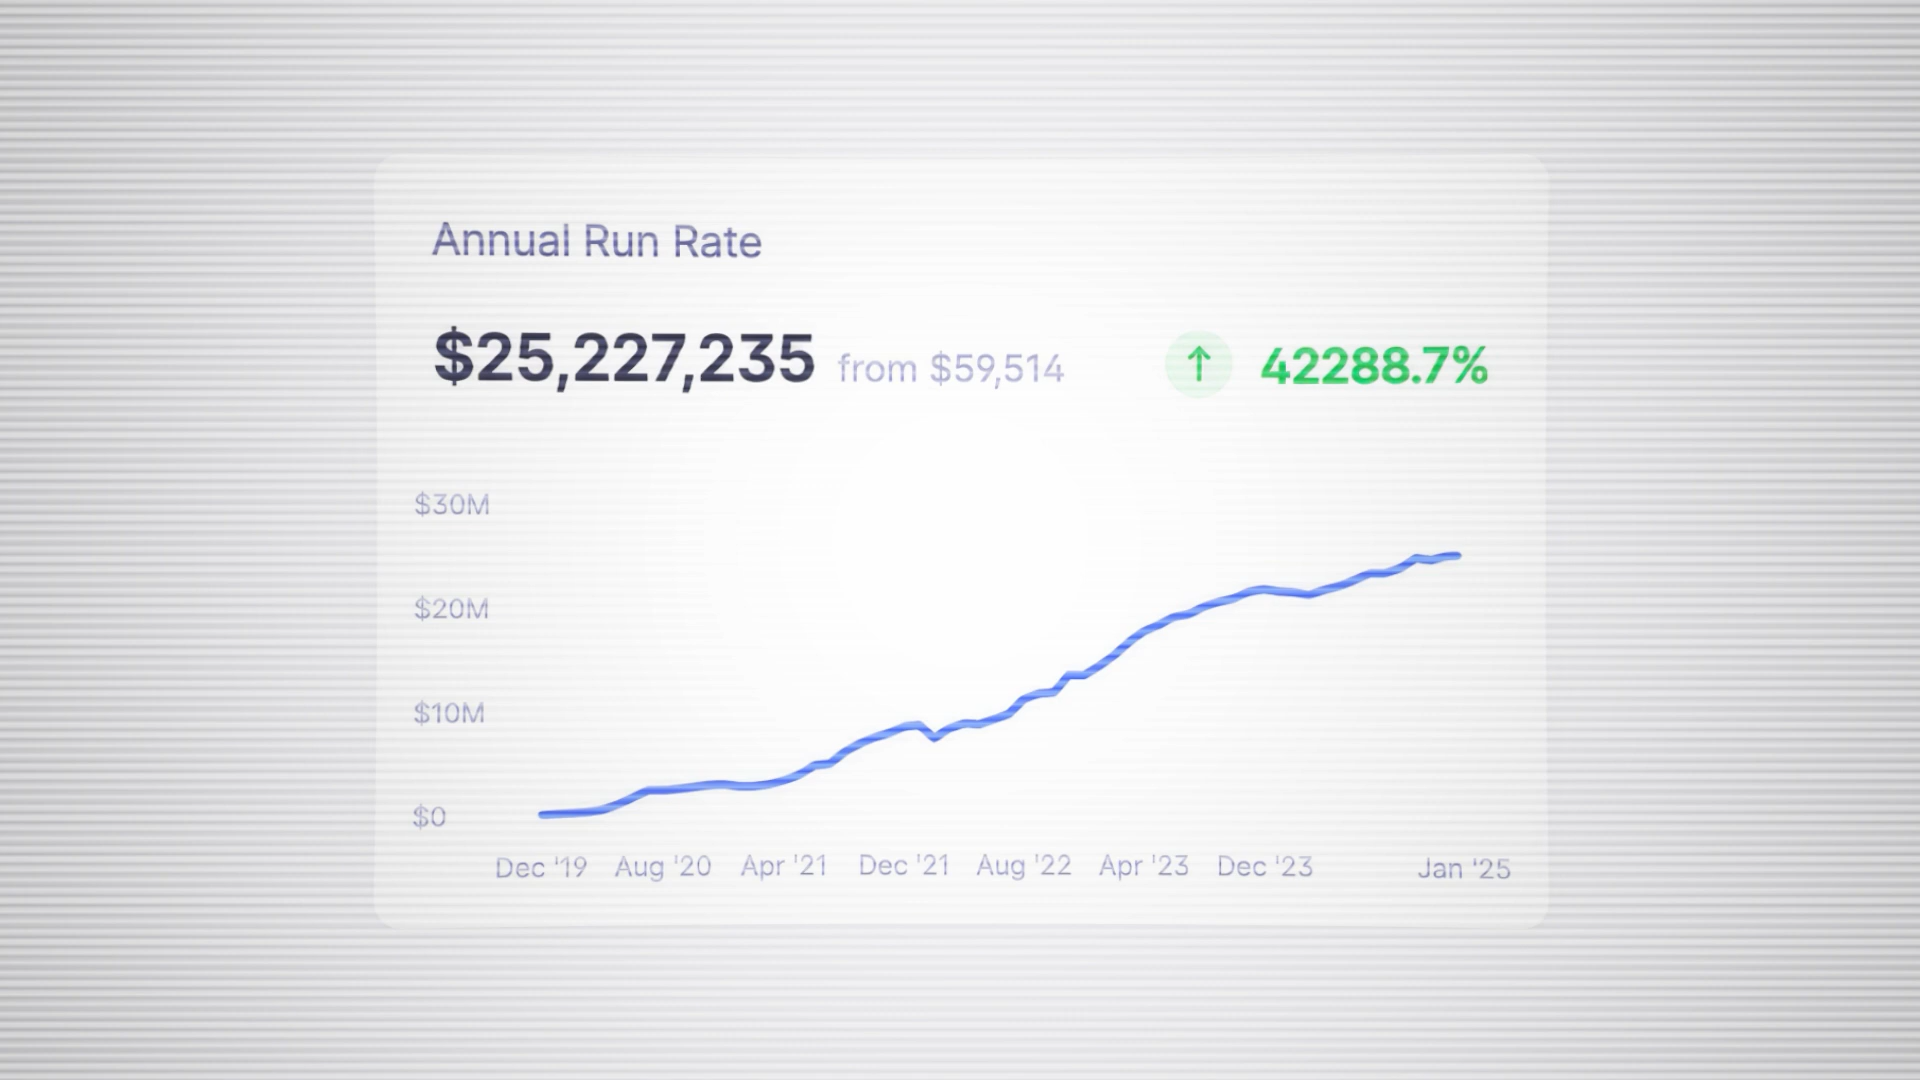 Annual Run Rate
$25,227,235 from $59,514 ↑ 42288.7%
$30M
$20M
$10M
$0
Dec '19 Aug '20 Apr '21 Dec '21 Aug '22 Apr '23 Dec '23 Jan '25